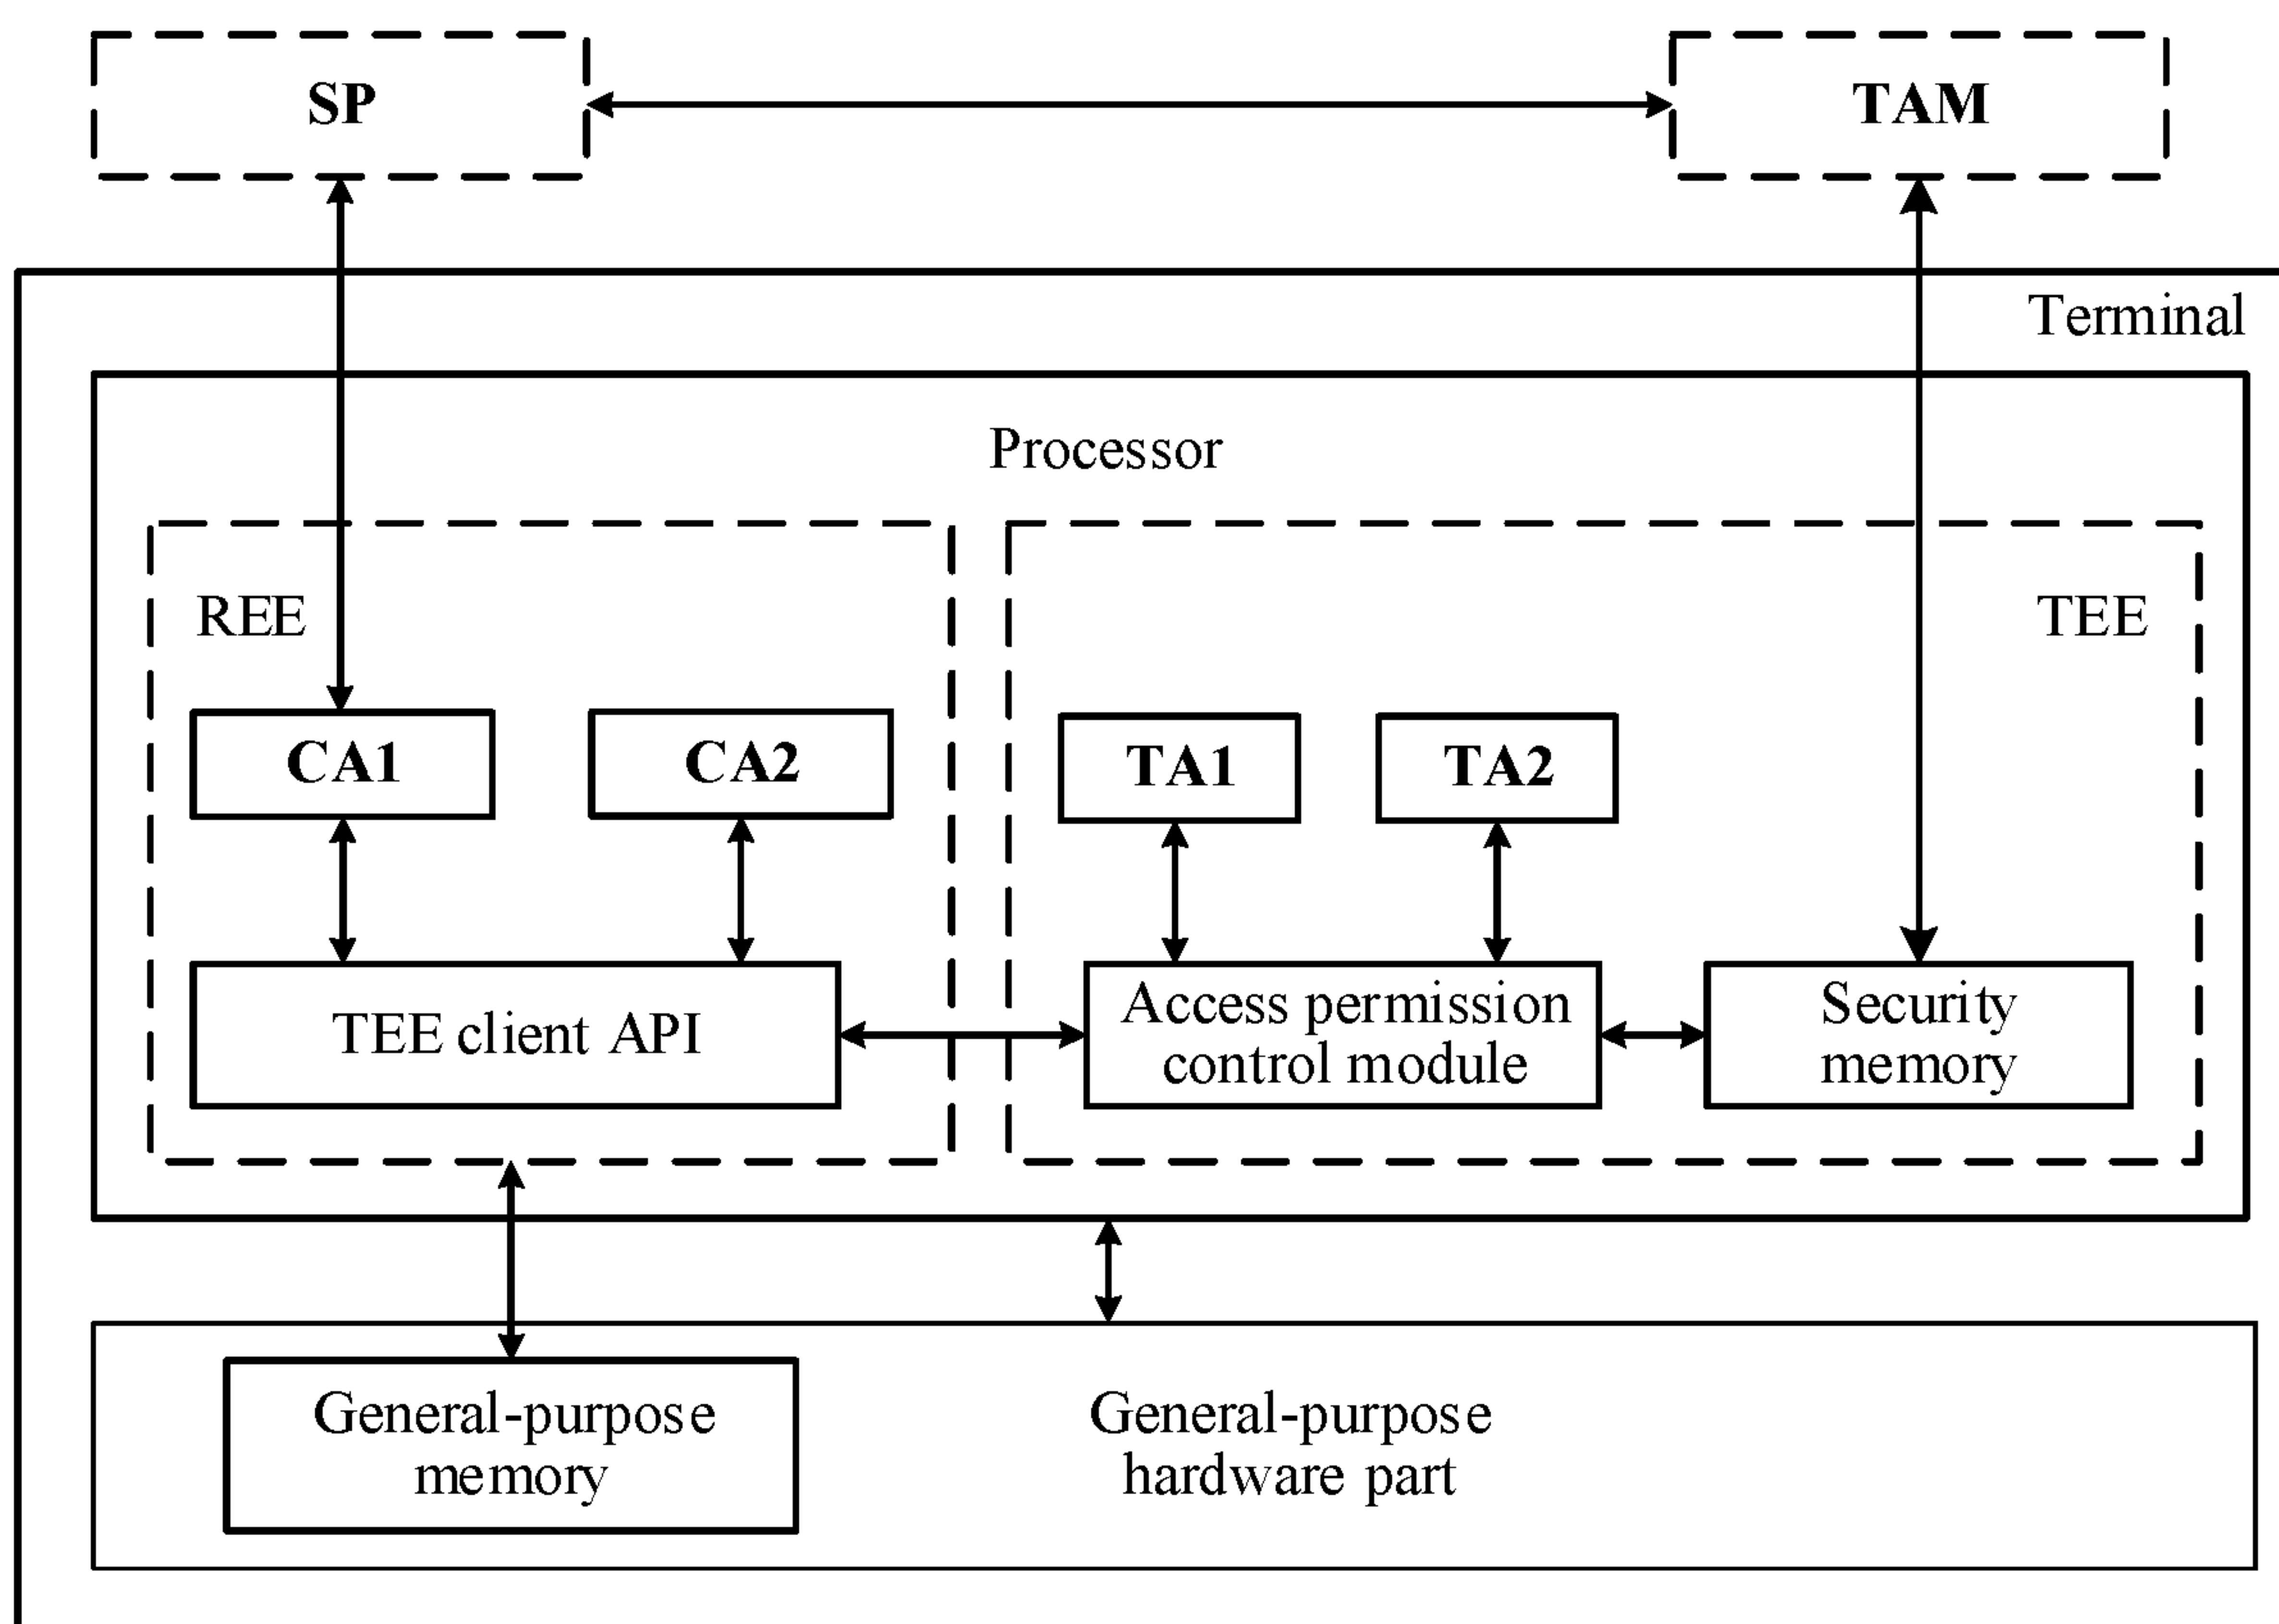 SP
TAM
Terminal
Processor
REE
TEE
CA1
CA2
TA1
TA2
TEE client API
Access permission
control module
Security
memory
General-purpose
memory
General-purpose
hardware part